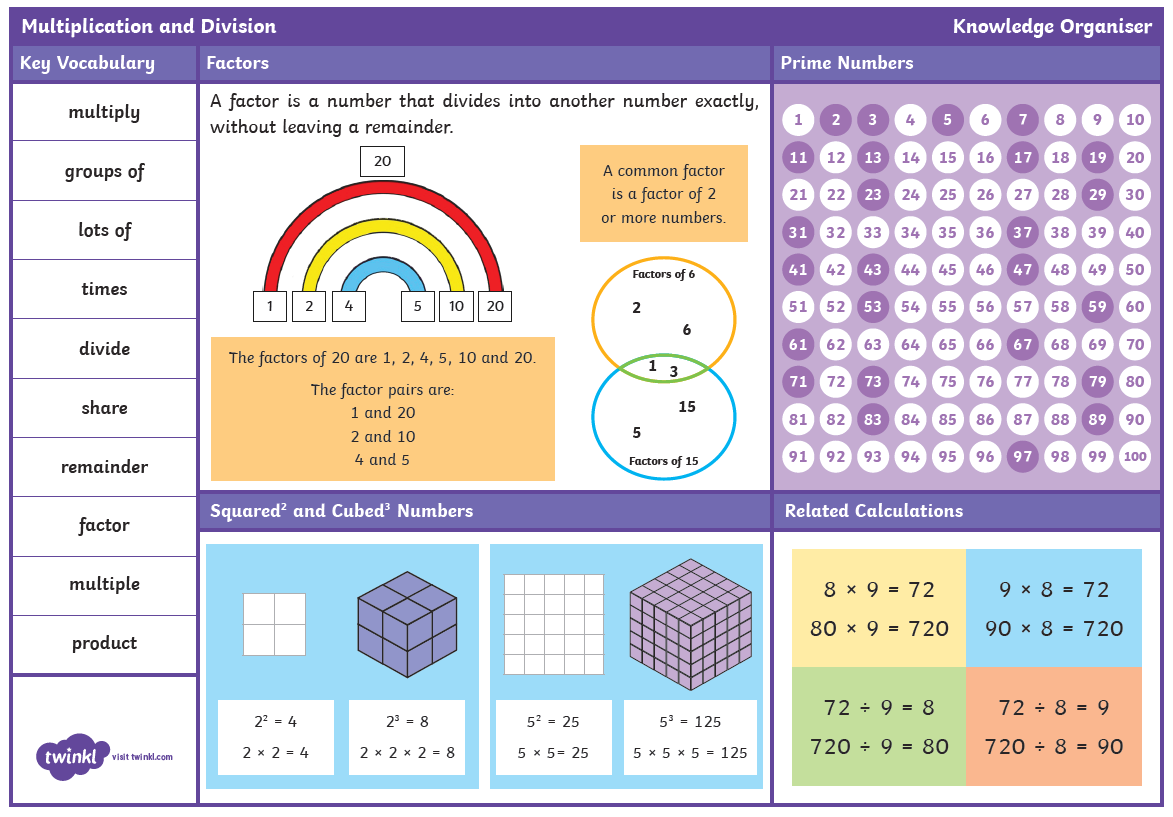 Multiplication and Division
Knowledge Organiser
Key Vocabulary
multiply
groups of
lots of
times
divide
share
remainder
factor
multiple
product
twinkl
visit twinkl.com
Factors
A factor is a number that divides into another number exactly,
without leaving a remainder.
20
1 2 4 5 10 20
The factors of 20 are 1, 2, 4, 5, 10 and 20.
The factor pairs are:
1 and 20
2 and 10
4 and 5
A common factor
is a factor of 2
or more numbers.
Factors of 6
2
6
1 3
15
5
Factors of 15
Prime Numbers
1 2 3 4 5 6 7 8 9 10
11 12 13 14 15 16 17 18 19 20
21 22 23 24 25 26 27 28 29 30
31 32 33 34 35 36 37 38 39 40
41 42 43 44 45 46 47 48 49 50
51 52 53 54 55 56 57 58 59 60
61 62 63 64 65 66 67 68 69 70
71 72 73 74 75 76 77 78 79 80
81 82 83 84 85 86 87 88 89 90
91 92 93 94 95 96 97 98 99 100
Squared² and Cubed³ Numbers
2² = 4
2 × 2 = 4
2³ = 8
2 × 2 × 2 = 8
5² = 25
5 × 5= 25
5³ = 125
5 × 5 × 5 = 125
Related Calculations
8 × 9 = 72
80 × 9 = 720
9 × 8 = 72
90 × 8 = 720
72 ÷ 9 = 8
720 ÷ 9 = 80
72 ÷ 8 = 9
720 ÷ 8 = 90